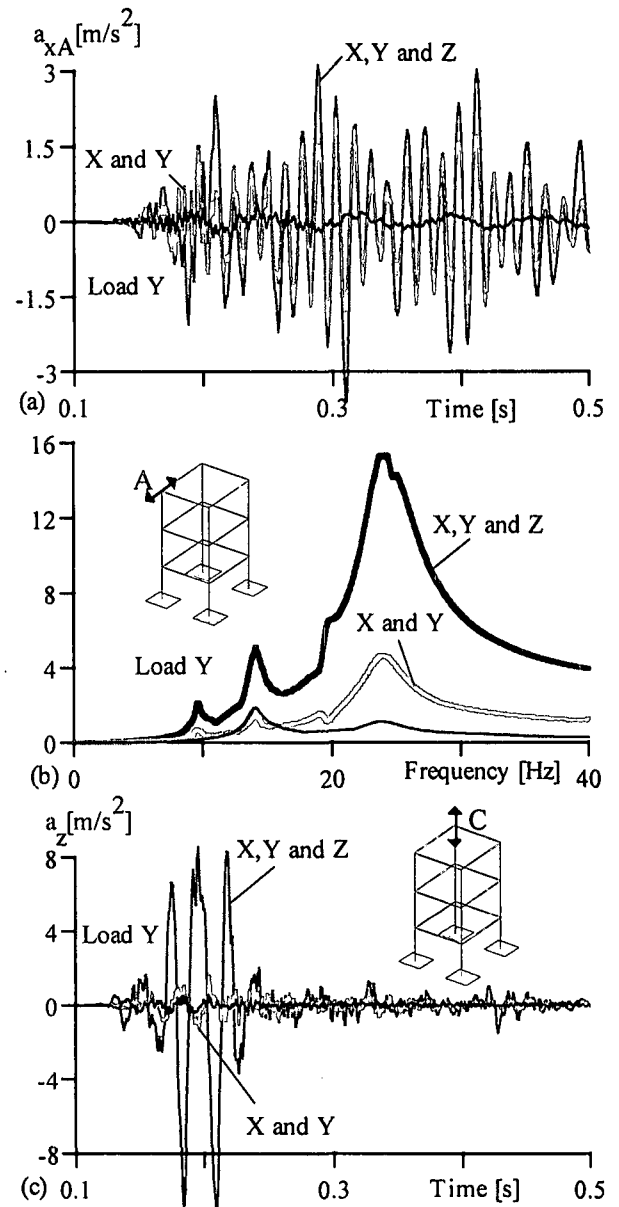 a_xA [m/s²]
3
X,Y and Z
1.5
X and Y
0
Load Y
-1.5
-3
(a) 0.1 0.3 Time [s] 0.5
16
A
12
X,Y and Z
8
X and Y
Load Y
4
0
(b) 0 20 Frequency [Hz] 40
a_z [m/s²]
C
8
X,Y and Z
Load Y
4
0
-4
X and Y
-8
(c) 0.1 0.3 Time [s] 0.5